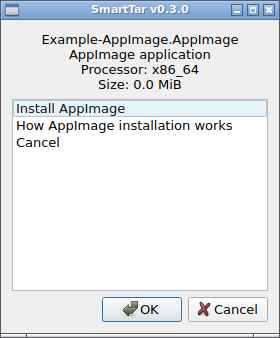 SmartTar v0.3.0
Example-AppImage.AppImage
AppImage application
Processor: x86_64
Size: 0.0 MiB
Install AppImage
How AppImage installation works
Cancel
OK
Cancel